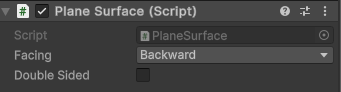 Plane Surface (Script)
Script PlaneSurface
Facing Backward
Double Sided